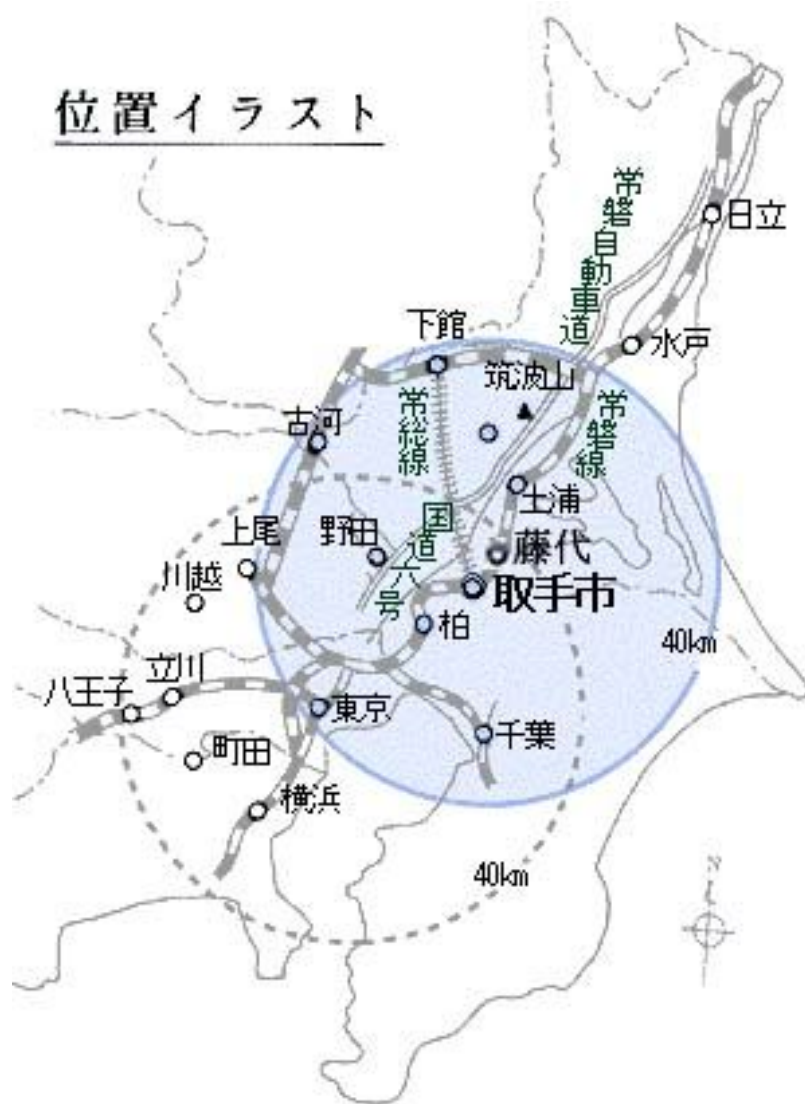 位置イラスト
常磐自動車道
日立
下館
水戸
筑波山
常総線
常磐線
古河
土浦
国道六号
上尾
野田
藤代
川越
取手市
柏
40km
立川
八王子
東京
千葉
町田
横浜
40km
N